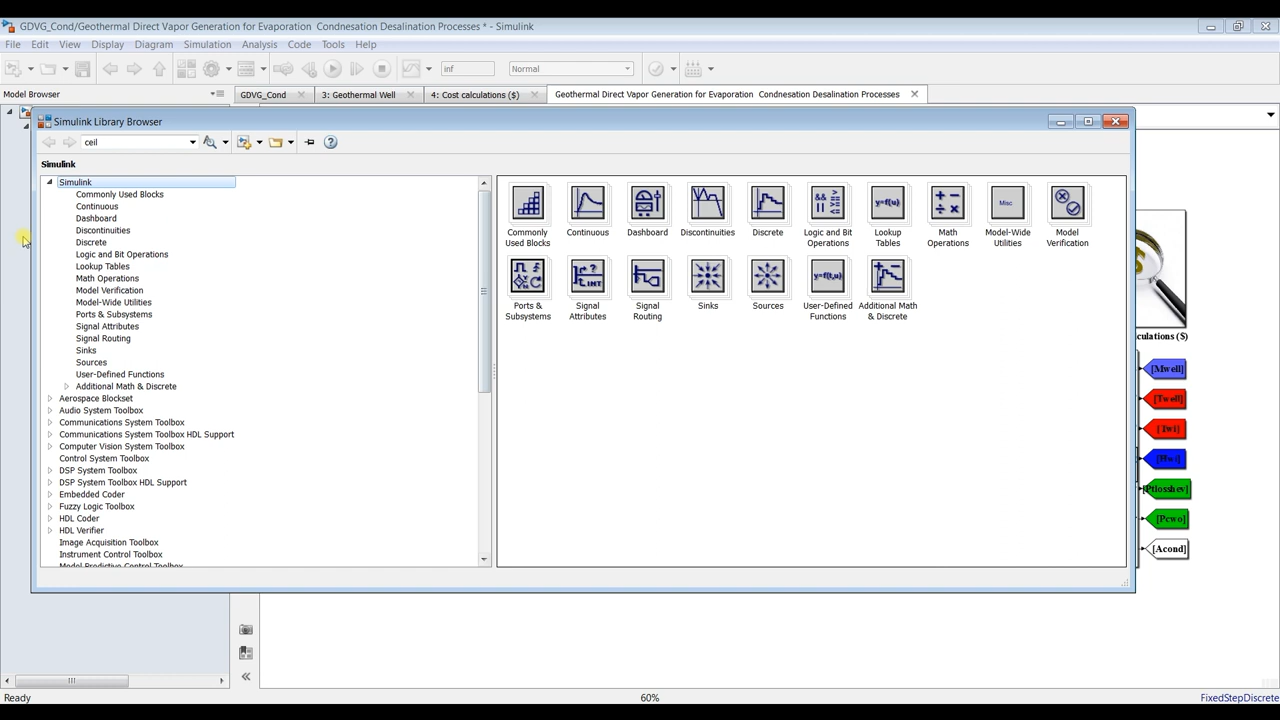 GDVG_Cond/Geothermal Direct Vapor Generation for Evaporation Condnesation Desalination Processes * - Simulink
File Edit View Display Diagram Simulation Analysis Code Tools Help
inf Normal
Model Browser
GDVG_Cond 3: Geothermal Well 4: Cost calculations ($) Geothermal Direct Vapor Generation for Evaporation Condnesation Desalination Processes
Simulink Library Browser
ceil
Simulink
Simulink
Commonly Used Blocks
Continuous
Dashboard
Discontinuities
Discrete
Logic and Bit Operations
Lookup Tables
Math Operations
Model Verification
Model-Wide Utilities
Ports & Subsystems
Signal Attributes
Signal Routing
Sinks
Sources
User-Defined Functions
Additional Math & Discrete
Aerospace Blockset
Audio System Toolbox
Communications System Toolbox
Communications System Toolbox HDL Support
Computer Vision System Toolbox
Control System Toolbox
DSP System Toolbox
DSP System Toolbox HDL Support
Embedded Coder
Fuzzy Logic Toolbox
HDL Coder
HDL Verifier
Image Acquisition Toolbox
Instrument Control Toolbox
Model Predictive Control Toolbox
y=f(u) Misc
Commonly Used Blocks
Continuous
Dashboard
Discontinuities
Discrete
Logic and Bit Operations
Lookup Tables
Math Operations
Model-Wide Utilities
Model Verification
y=f(t,u)
Ports & Subsystems
Signal Attributes
Signal Routing
Sinks
Sources
User-Defined Functions
Additional Math & Discrete
culations ($)
[Mwell]
[Twell]
[Twi]
[Hwi]
[Ptlosshev]
[Pcwo]
[Acond]
Ready 60% FixedStepDiscrete